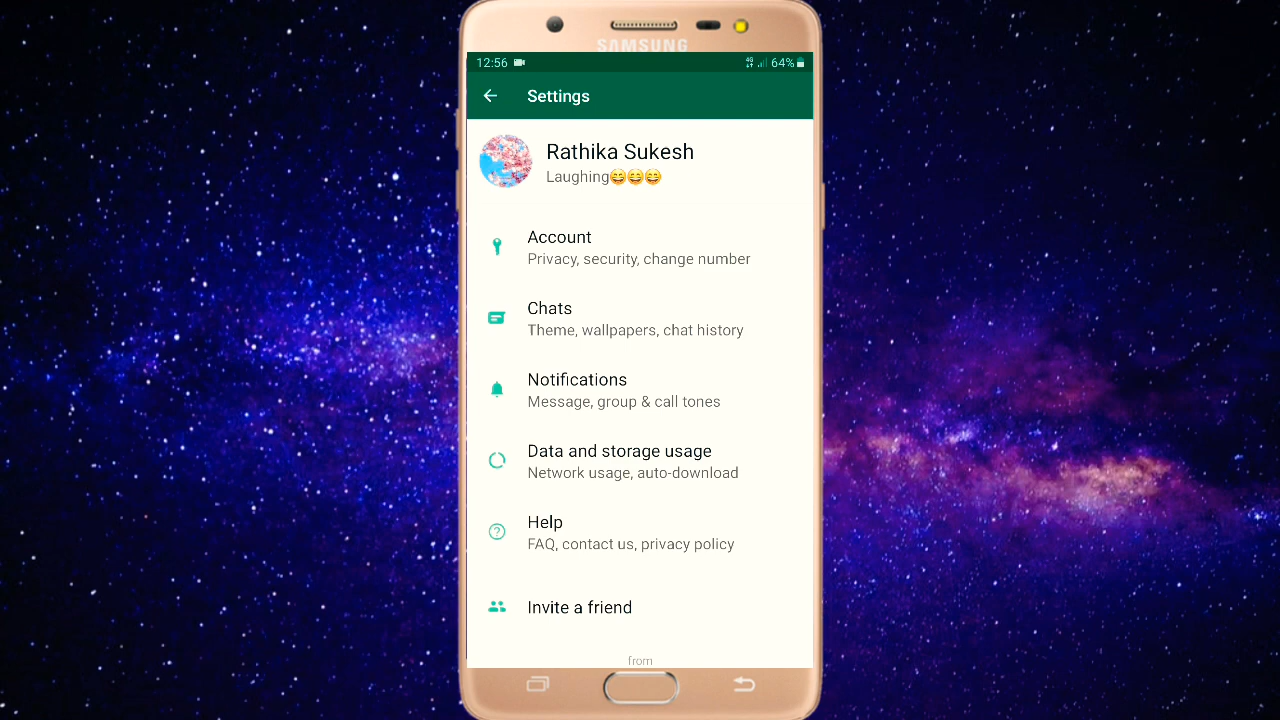 SAMSUNG
12:56 4G 64%
Settings
Rathika Sukesh
Laughing😄😄😄
Account
Privacy, security, change number
Chats
Theme, wallpapers, chat history
Notifications
Message, group & call tones
Data and storage usage
Network usage, auto-download
Help
FAQ, contact us, privacy policy
Invite a friend
from